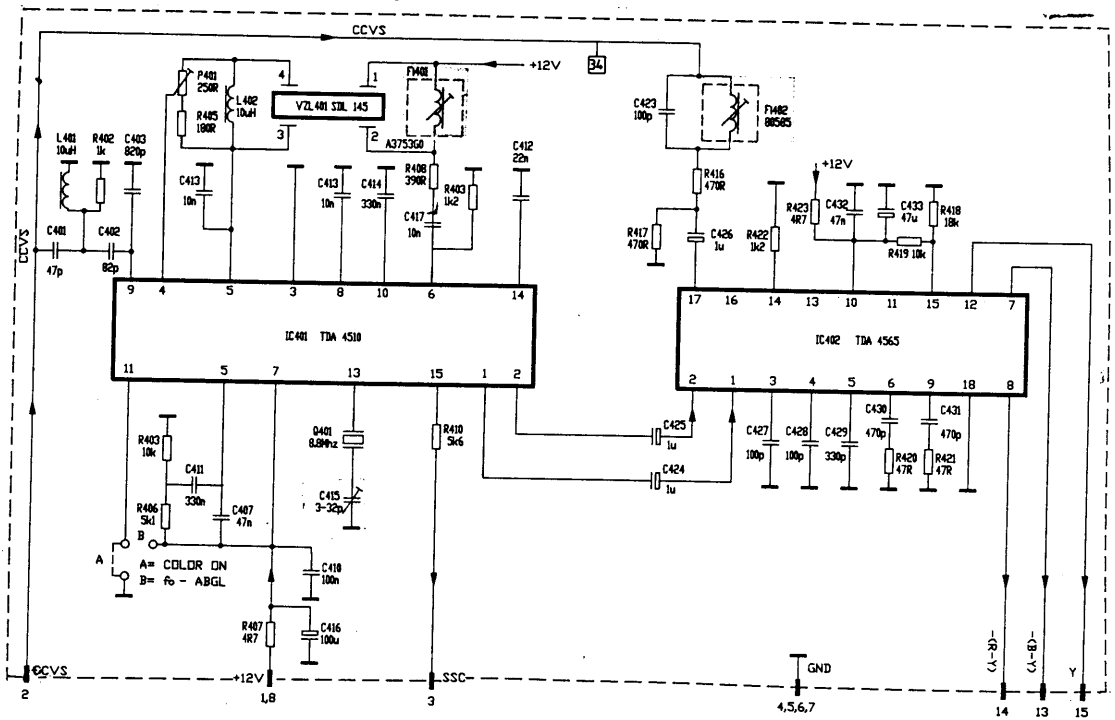 CCVS
34
+12V
P401
250R
R405
180R
L402
10uH
4
1
VZL401 SDL 145
3
2
FI401
A3753G0
C423
100p
FI402
80585
L401
10uH
R402
1k
C403
820p
C413
10n
C413
10n
C414
330n
R408
390R
R403
1k2
C417
10n
C412
22n
R416
470R
R417
470R
C426
1u
R422
1k2
+12V
R423
4R7
C432
47n
C433
47u
R418
18k
R419 10k
CCVS
C401
47p
C402
82p
9 4 5 3 8 10 6 14
IC401 TDA 4510
11 5 7 13 15 1 2
17 16 14 13 10 11 15 12 7
IC402 TDA 4565
2 1 3 4 5 6 9 18 8
R403
10k
C411
330n
R406
5k1
C407
47n
Q401
8.8Mhz
C415
3-32p
R410
5k6
C425
1u
C424
1u
C427
100p
C428
100p
C429
330p
C430
470p
R420
47R
C431
470p
R421
47R
A
B
A= COLOR ON
B= fo - ABGL
C410
100n
R407
4R7
C416
100u
CCVS
2
+12V
1,8
SSC
3
GND
4,5,6,7
-(R-Y)
14
-(B-Y)
13
Y
15